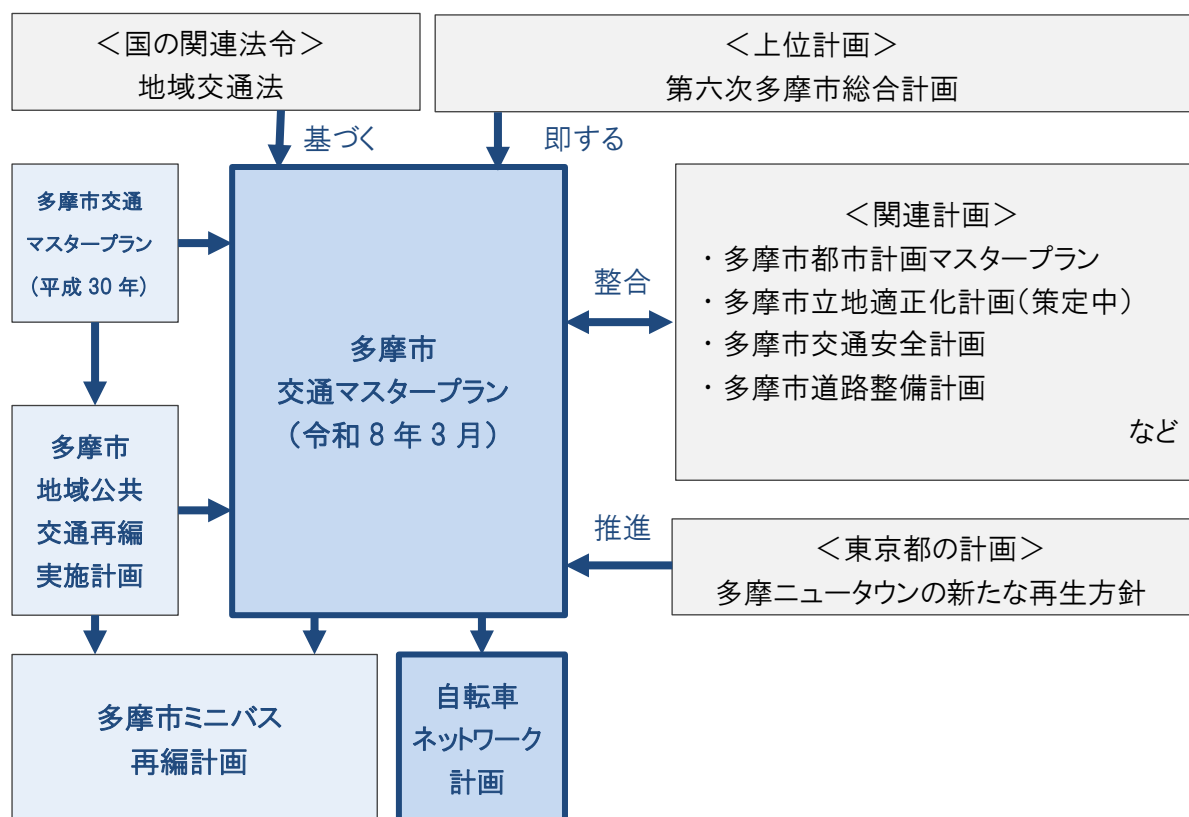 ＜国の関連法令＞
地域交通法
＜上位計画＞
第六次多摩市総合計画
基づく
即する
多摩市交通
マスタープラン
（平成 30 年）
多摩市
交通マスタープラン
（令和 8 年 3 月）
整合
＜関連計画＞
・多摩市都市計画マスタープラン
・多摩市立地適正化計画（策定中）
・多摩市交通安全計画
・多摩市道路整備計画
など
多摩市
地域公共
交通再編
実施計画
推進
＜東京都の計画＞
多摩ニュータウンの新たな再生方針
多摩市ミニバス
再編計画
自転車
ネットワーク
計画